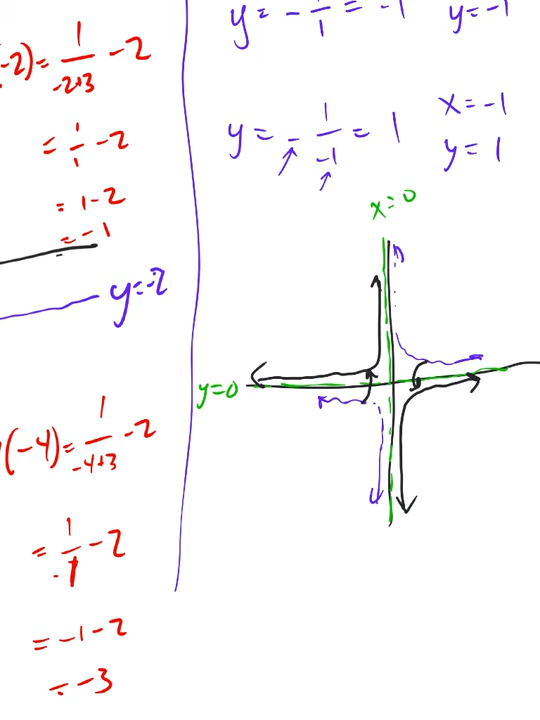 -2) = 1/(-2+3) - 2
= 1/1 - 2
= 1 - 2
= -1
y=-2
(-4) = 1/(-4+3) - 2
= 1/-1 - 2
= -1 - 2
= -3
y = - 1/1 = -1 y = -1
y = - 1/-1 = 1 x = -1
y = 1
x=0
y=0